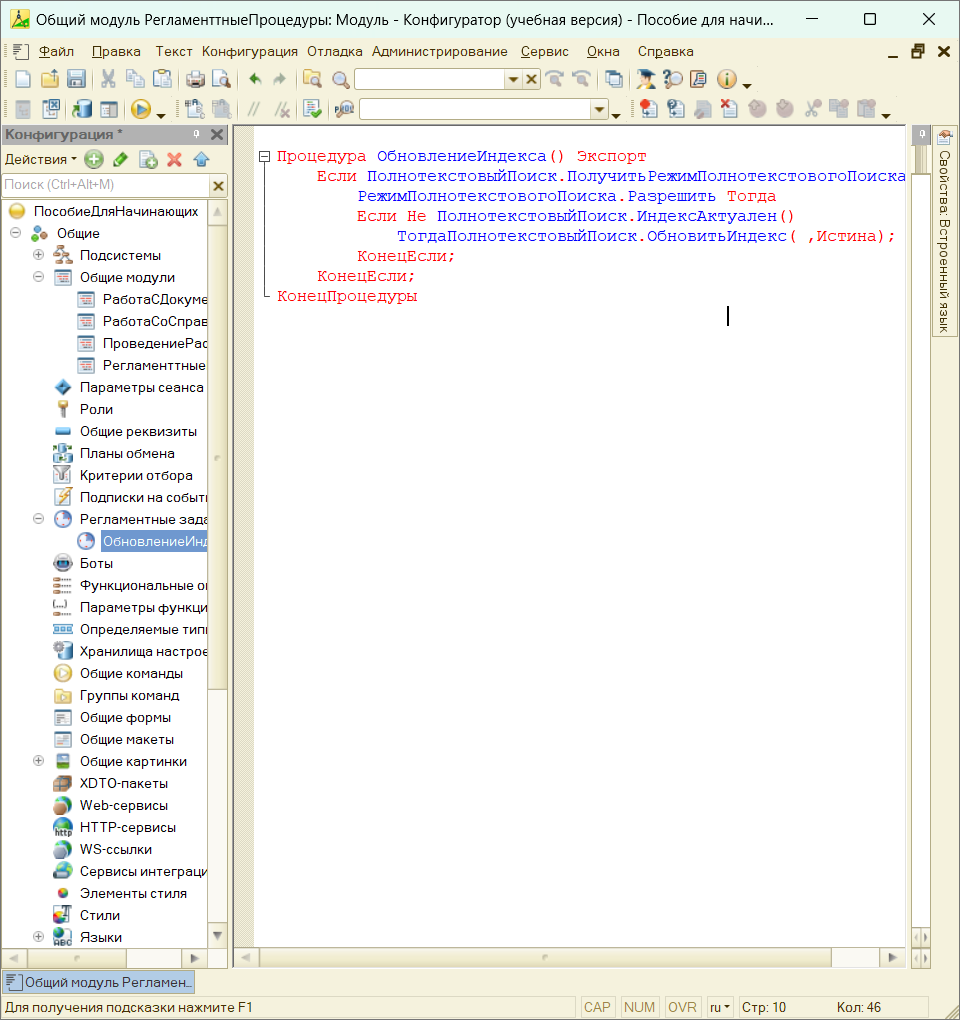 Общий модуль РегламенттныеПроцедуры: Модуль - Конфигуратор (учебная версия) - Пособие для начи...
Файл Правка Текст Конфигурация Отладка Администрирование Сервис Окна Справка
Конфигурация *
Действия
Поиск (Ctrl+Alt+M)
ПособиеДляНачинающих
Общие
Подсистемы
Общие модули
РаботаСДокуме
РаботаСоСправ
ПроведениеРас
Регламенттные
Параметры сеанса
Роли
Общие реквизиты
Планы обмена
Критерии отбора
Подписки на событи
Регламентные зада
ОбновлениеИнд
Боты
Функциональные оп
Параметры функци
Определяемые типы
Хранилища настрое
Общие команды
Группы команд
Общие формы
Общие макеты
Общие картинки
XDTO-пакеты
Web-сервисы
HTTP-сервисы
WS-ссылки
Сервисы интеграци
Элементы стиля
Стили
Языки
Процедура ОбновлениеИндекса() Экспорт
Если ПолнотекстовыйПоиск.ПолучитьРежимПолнотекстовогоПоиска
РежимПолнотекстовогоПоиска.Разрешить Тогда
Если Не ПолнотекстовыйПоиск.ИндексАктуален()
ТогдаПолнотекстовыйПоиск.ОбновитьИндекс( ,Истина);
КонецЕсли;
КонецЕсли;
КонецПроцедуры
Свойства: Встроенный язык
Общий модуль Регламен...
Для получения подсказки нажмите F1
CAP NUM OVR ru Стр: 10 Кол: 46